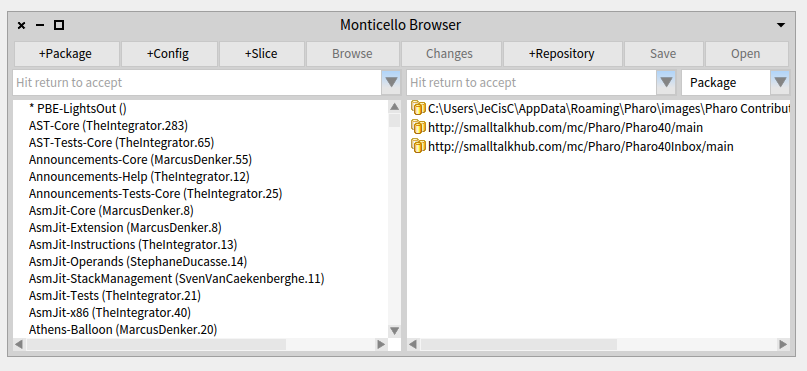 Monticello Browser
+Package +Config +Slice Browse Changes +Repository Save Open
Hit return to accept Hit return to accept Package
* PBE-LightsOut ()
AST-Core (TheIntegrator.283)
AST-Tests-Core (TheIntegrator.65)
Announcements-Core (MarcusDenker.55)
Announcements-Help (TheIntegrator.12)
Announcements-Tests-Core (TheIntegrator.25)
AsmJit-Core (MarcusDenker.8)
AsmJit-Extension (MarcusDenker.8)
AsmJit-Instructions (TheIntegrator.13)
AsmJit-Operands (StephaneDucasse.14)
AsmJit-StackManagement (SvenVanCaekenberghe.11)
AsmJit-Tests (TheIntegrator.21)
AsmJit-x86 (TheIntegrator.40)
Athens-Balloon (MarcusDenker.20)
C:\Users\JeCisC\AppData\Roaming\Pharo\images\Pharo Contribut
http://smalltalkhub.com/mc/Pharo/Pharo40/main
http://smalltalkhub.com/mc/Pharo/Pharo40Inbox/main